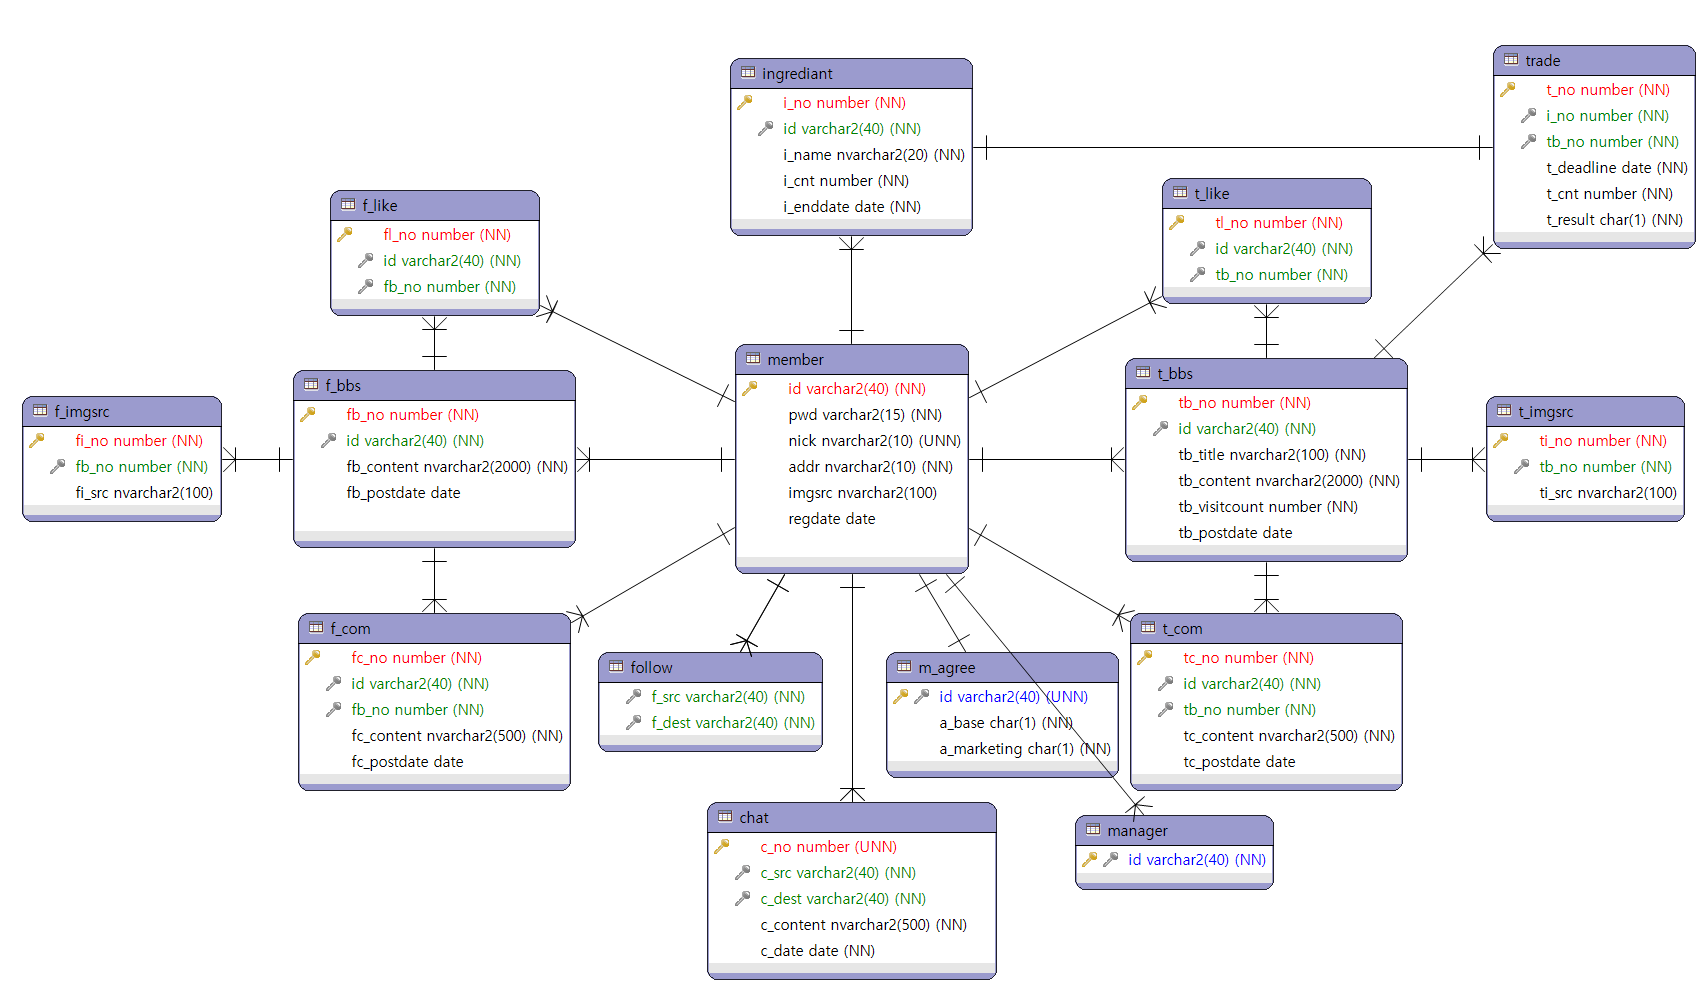 ingrediant
i_no number (NN)
id varchar2(40) (NN)
i_name nvarchar2(20) (NN)
i_cnt number (NN)
i_enddate date (NN)
trade
t_no number (NN)
i_no number (NN)
tb_no number (NN)
t_deadline date (NN)
t_cnt number (NN)
t_result char(1) (NN)
f_like
fl_no number (NN)
id varchar2(40) (NN)
fb_no number (NN)
t_like
tl_no number (NN)
id varchar2(40) (NN)
tb_no number (NN)
f_imgsrc
fi_no number (NN)
fb_no number (NN)
fi_src nvarchar2(100)
f_bbs
fb_no number (NN)
id varchar2(40) (NN)
fb_content nvarchar2(2000) (NN)
fb_postdate date
member
id varchar2(40) (NN)
pwd varchar2(15) (NN)
nick nvarchar2(10) (UNN)
addr nvarchar2(10) (NN)
imgsrc nvarchar2(100)
regdate date
t_bbs
tb_no number (NN)
id varchar2(40) (NN)
tb_title nvarchar2(100) (NN)
tb_content nvarchar2(2000) (NN)
tb_visitcount number (NN)
tb_postdate date
t_imgsrc
ti_no number (NN)
tb_no number (NN)
ti_src nvarchar2(100)
f_com
fc_no number (NN)
id varchar2(40) (NN)
fb_no number (NN)
fc_content nvarchar2(500) (NN)
fc_postdate date
follow
f_src varchar2(40) (NN)
f_dest varchar2(40) (NN)
m_agree
id varchar2(40) (UNN)
a_base char(1) (NN)
a_marketing char(1) (NN)
t_com
tc_no number (NN)
id varchar2(40) (NN)
tb_no number (NN)
tc_content nvarchar2(500) (NN)
tc_postdate date
chat
c_no number (UNN)
c_src varchar2(40) (NN)
c_dest varchar2(40) (NN)
c_content nvarchar2(500) (NN)
c_date date (NN)
manager
id varchar2(40) (NN)